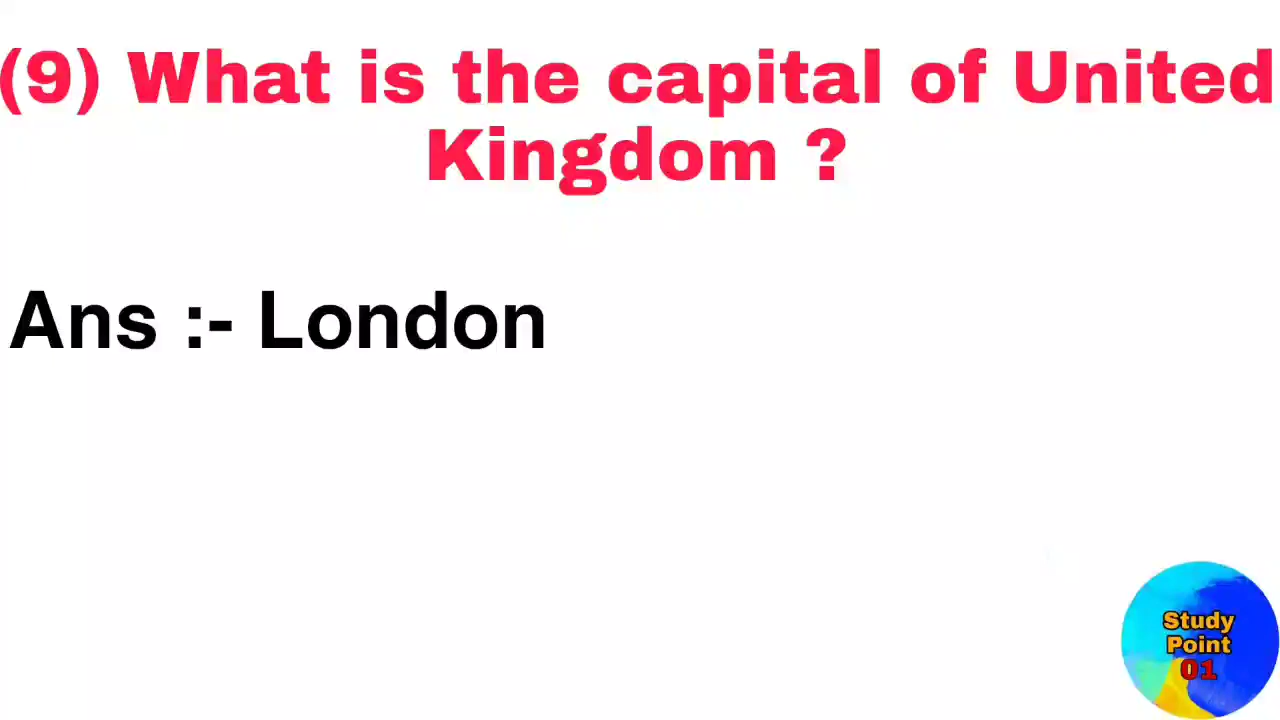 (9) What is the capital of United
Kingdom ?
Ans :- London
Study
Point
01